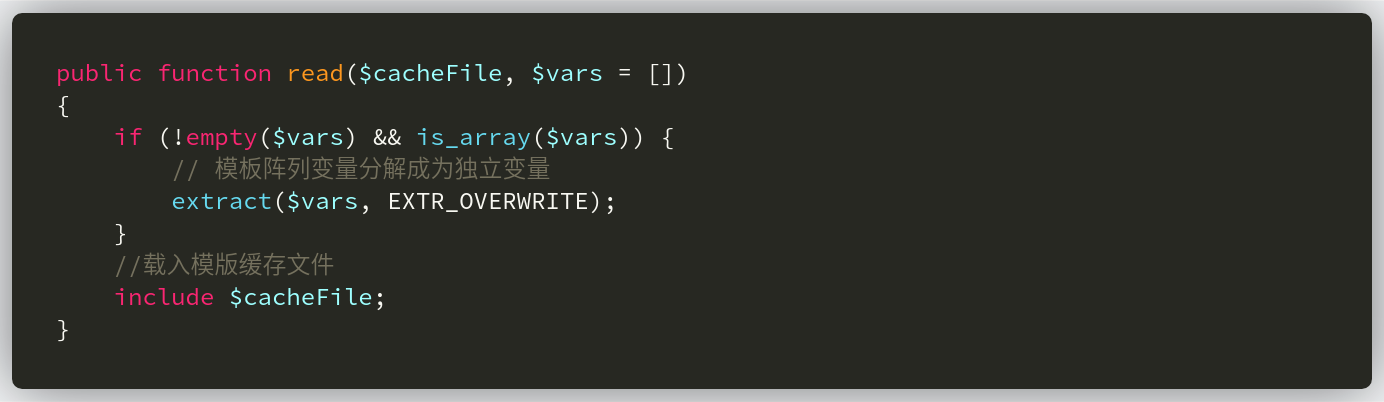 public function read($cacheFile, $vars = [])
{
    if (!empty($vars) && is_array($vars)) {
        // 模板阵列变量分解成为独立变量
        extract($vars, EXTR_OVERWRITE);
    }
    //载入模版缓存文件
    include $cacheFile;
}